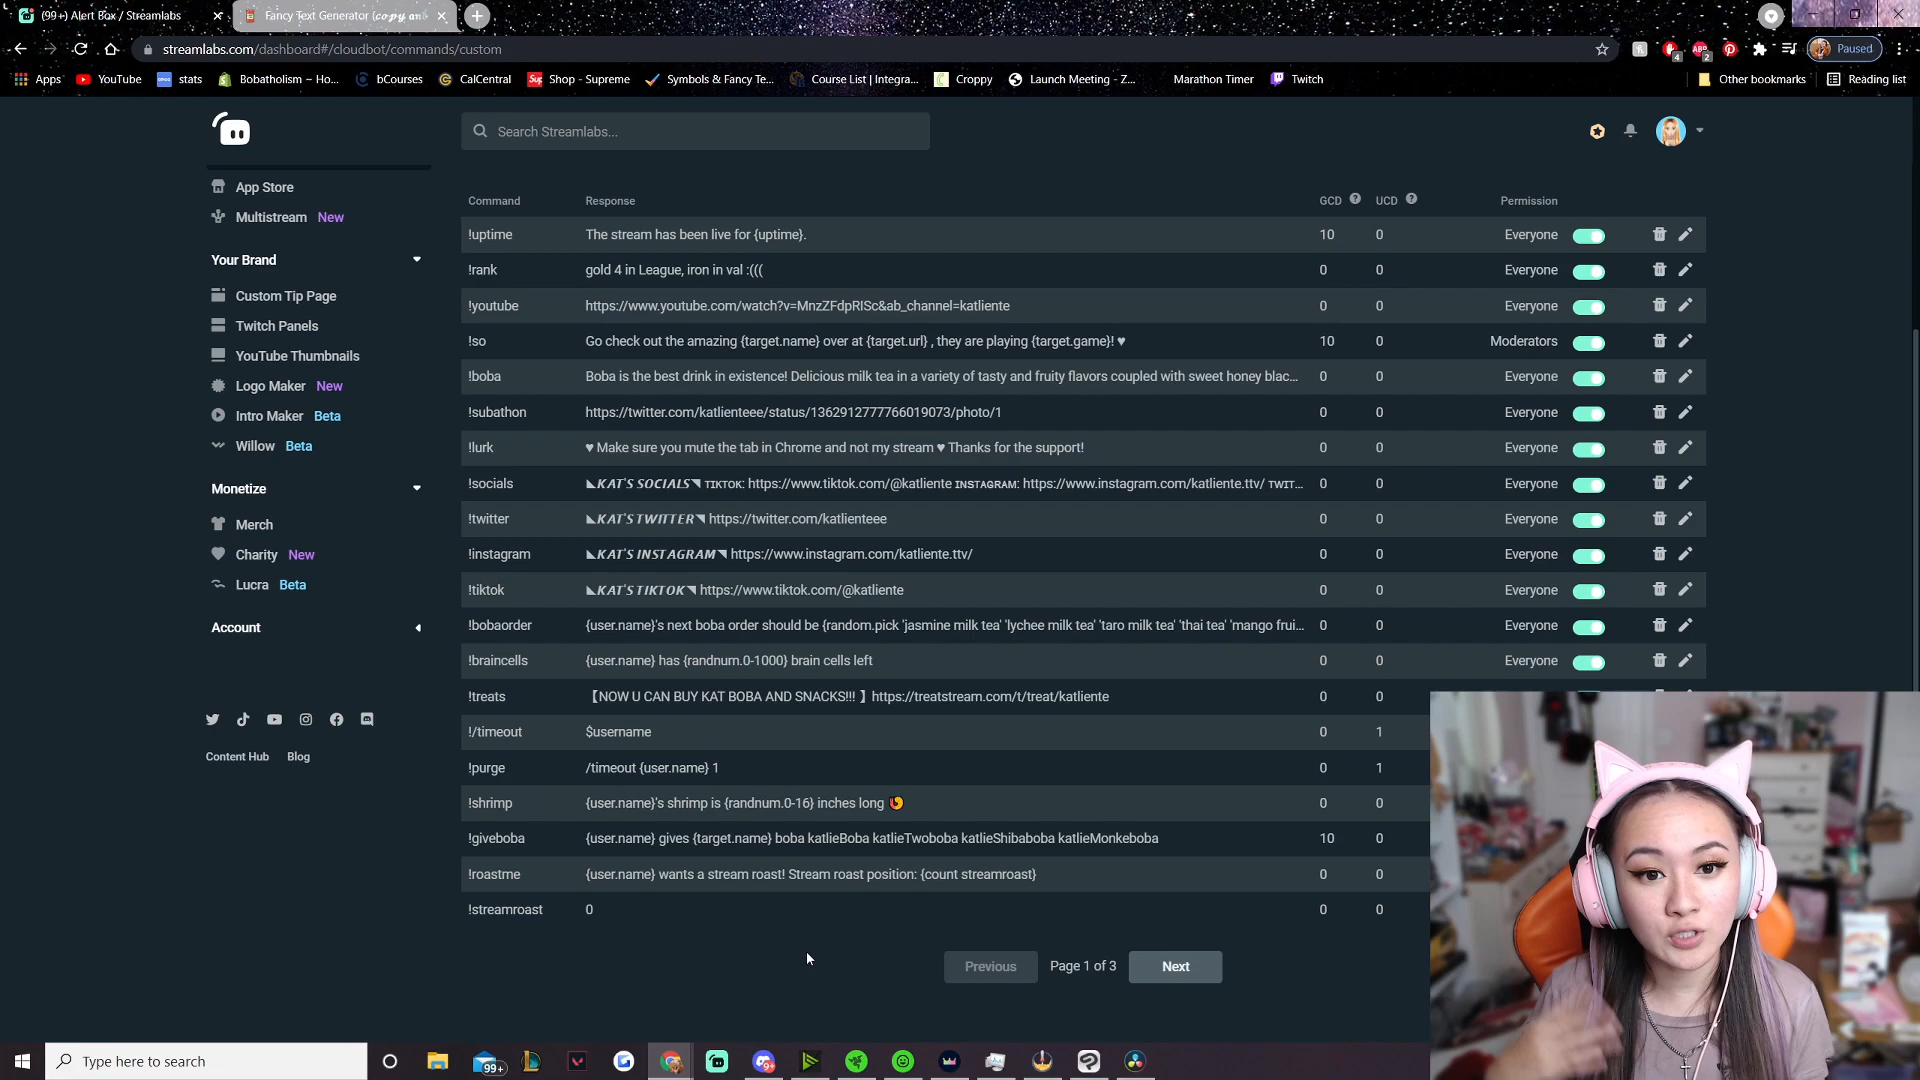 (99+) Alert Box / Streamlabs
Fancy Text Generator (𝓬𝓸𝓹𝔂 𝓪𝓷𝓭
streamlabs.com/dashboard#/cloudbot/commands/custom
4
ABP
2
Paused
Apps
YouTube
stats
Bobatholism – Ho...
bCourses
CalCentral
Sup
Shop - Supreme
Symbols & Fancy Te...
Course List | Integra...
Croppy
Launch Meeting - Z...
Marathon Timer
Twitch
Other bookmarks
Reading list
Search Streamlabs...
App Store
Multistream New
Your Brand
Custom Tip Page
Twitch Panels
YouTube Thumbnails
Logo Maker New
Intro Maker Beta
Willow Beta
Monetize
Merch
Charity New
Lucra Beta
Account
Content Hub Blog
Command Response GCD ? UCD ? Permission
!uptime The stream has been live for {uptime}. 10 0 Everyone
!rank gold 4 in League, iron in val :((( 0 0 Everyone
!youtube https://www.youtube.com/watch?v=MnzZFdpRISc&ab_channel=katliente 0 0 Everyone
!so Go check out the amazing {target.name} over at {target.url} , they are playing {target.game}! ♥ 10 0 Moderators
!boba Boba is the best drink in existence! Delicious milk tea in a variety of tasty and fruity flavors coupled with sweet honey blac... 0 0 Everyone
!subathon https://twitter.com/katlienteee/status/1362912777766019073/photo/1 0 0 Everyone
!lurk ♥ Make sure you mute the tab in Chrome and not my stream ♥ Thanks for the support! 0 0 Everyone
!socials ◣𝙆𝘼𝙏'𝙎 𝙎𝙊𝘾𝙄𝘼𝙇𝙎◥ ᴛɪᴋᴛᴏᴋ: https://www.tiktok.com/@katliente ɪɴsᴛᴀɢʀᴀᴍ: https://www.instagram.com/katliente.ttv/ ᴛᴡɪᴛ... 0 0 Everyone
!twitter ◣𝙆𝘼𝙏'𝙎 𝙏𝙒𝙄𝙏𝙏𝙀𝙍◥ https://twitter.com/katlienteee 0 0 Everyone
!instagram ◣𝙆𝘼𝙏'𝙎 𝙄𝙉𝙎𝙏𝘼𝙂𝙍𝘼𝙈◥ https://www.instagram.com/katliente.ttv/ 0 0 Everyone
!tiktok ◣𝙆𝘼𝙏'𝙎 𝙏𝙄𝙆𝙏𝙊𝙆◥ https://www.tiktok.com/@katliente 0 0 Everyone
!bobaorder {user.name}'s next boba order should be {random.pick 'jasmine milk tea' 'lychee milk tea' 'taro milk tea' 'thai tea' 'mango frui... 0 0 Everyone
!braincells {user.name} has {randnum.0-1000} brain cells left 0 0 Everyone
!treats 【NOW U CAN BUY KAT BOBA AND SNACKS!!! 】https://treatstream.com/t/treat/katliente 0 0
!/timeout $username 0 1
!purge /timeout {user.name} 1 0 1
!shrimp {user.name}'s shrimp is {randnum.0-16} inches long 🍤 0 0
!giveboba {user.name} gives {target.name} boba katlieBoba katlieTwoboba katlieShibaboba katlieMonkeboba 10 0
!roastme {user.name} wants a stream roast! Stream roast position: {count streamroast} 0 0
!streamroast 0 0 0
Previous Page 1 of 3 Next
Type here to search
99+